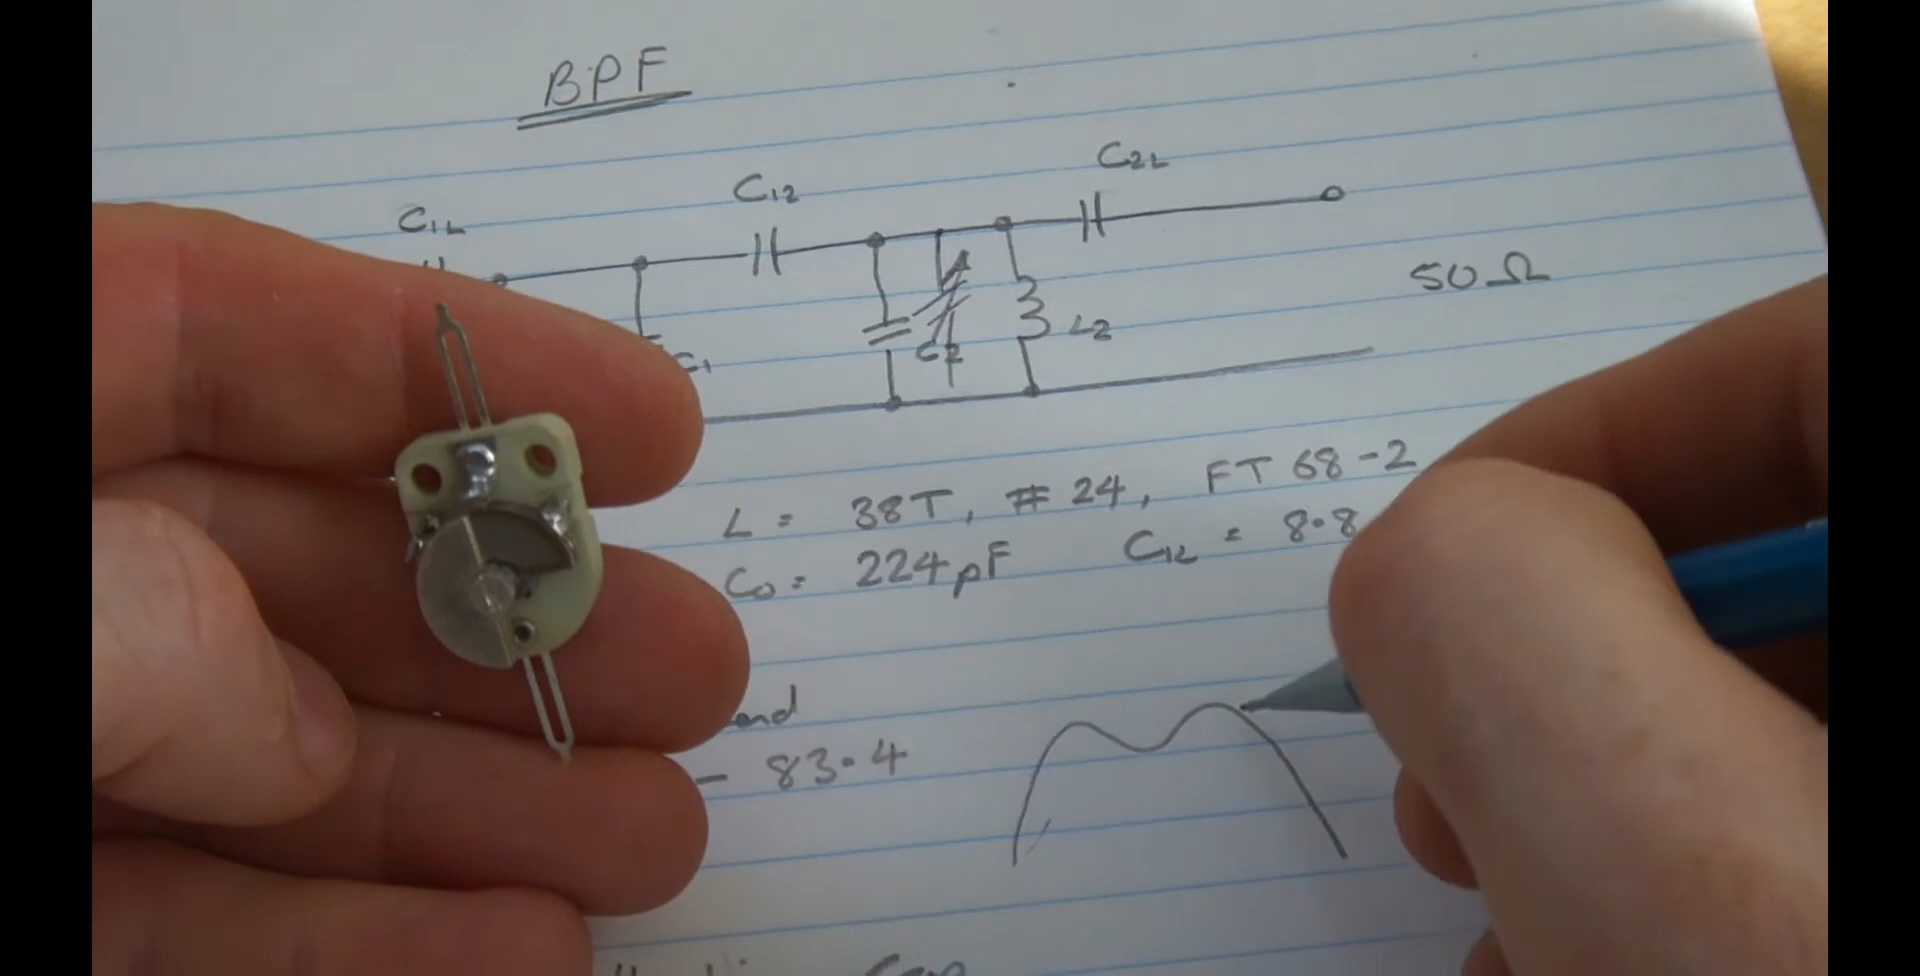 BPF
C1L C12 C2L
50Ω
C1 C2 L2
L = 38T, #24, FT 68-2
Co = 224pF C12 = 8.8
- 83.4